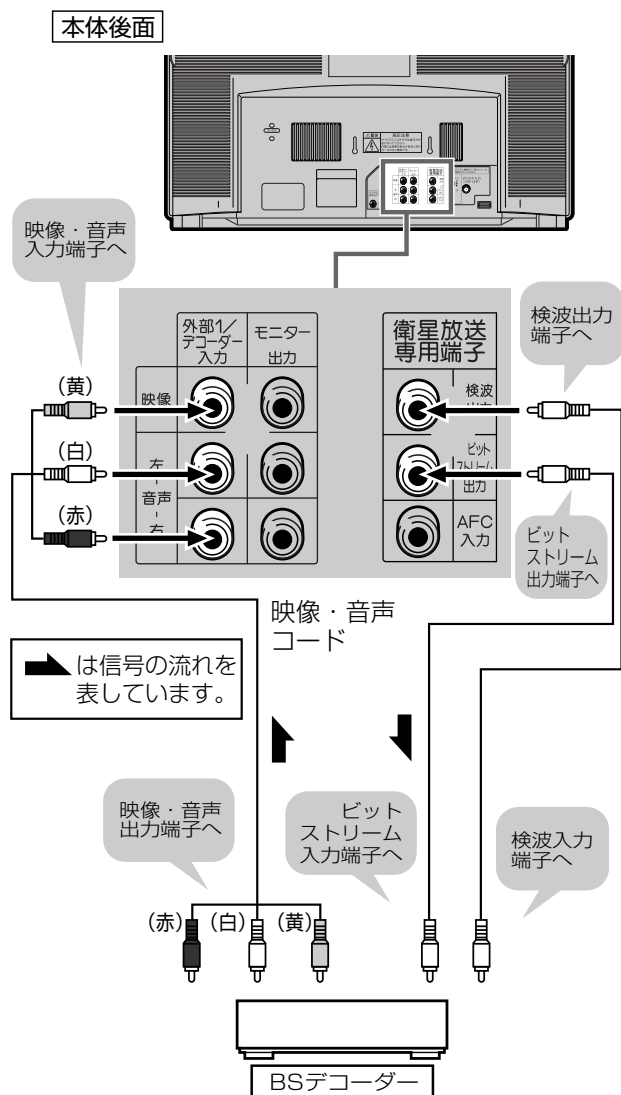 本体後面
映像・音声
入力端子へ
外部1/
デコーダー
入力
モニター
出力
衛星放送
専用端子
検波出力
端子へ
(黄)
映像
検波
(白)
左
ビット
ストリーム
出力
音声
(赤)
右
AFC
入力
ビット
ストリーム
出力端子へ
映像・音声
コード
は信号の流れを
表しています。
映像・音声
出力端子へ
ビット
ストリーム
入力端子へ
検波入力
端子へ
(赤)
(白)
(黄)
BSデコーダー